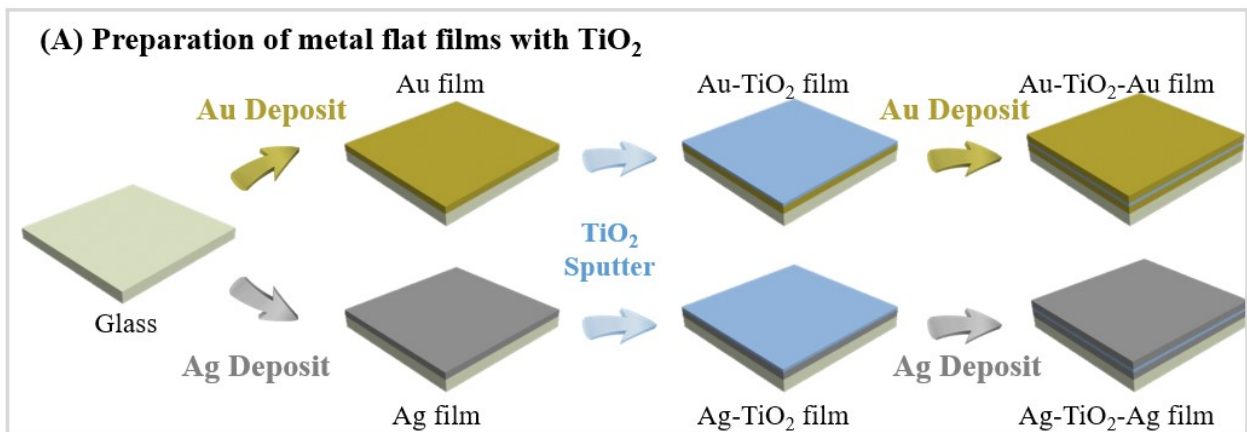 (A) Preparation of metal flat films with TiO₂
Au Deposit
Au film
Au-TiO₂ film
Au Deposit
Au-TiO₂-Au film
Glass
TiO₂
Sputter
Ag Deposit
Ag film
Ag-TiO₂ film
Ag Deposit
Ag-TiO₂-Ag film